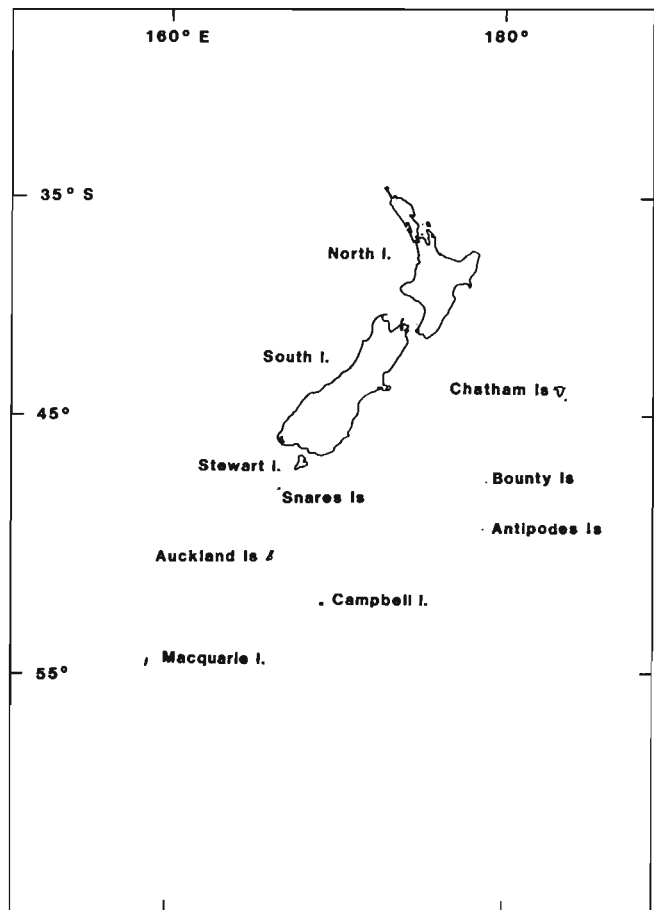 160° E
180°
35° S
North I.
South I.
Chatham Is
45°
Stewart I.
Snares Is
Bounty Is
Antipodes Is
Auckland Is
Campbell I.
Macquarie I.
55°